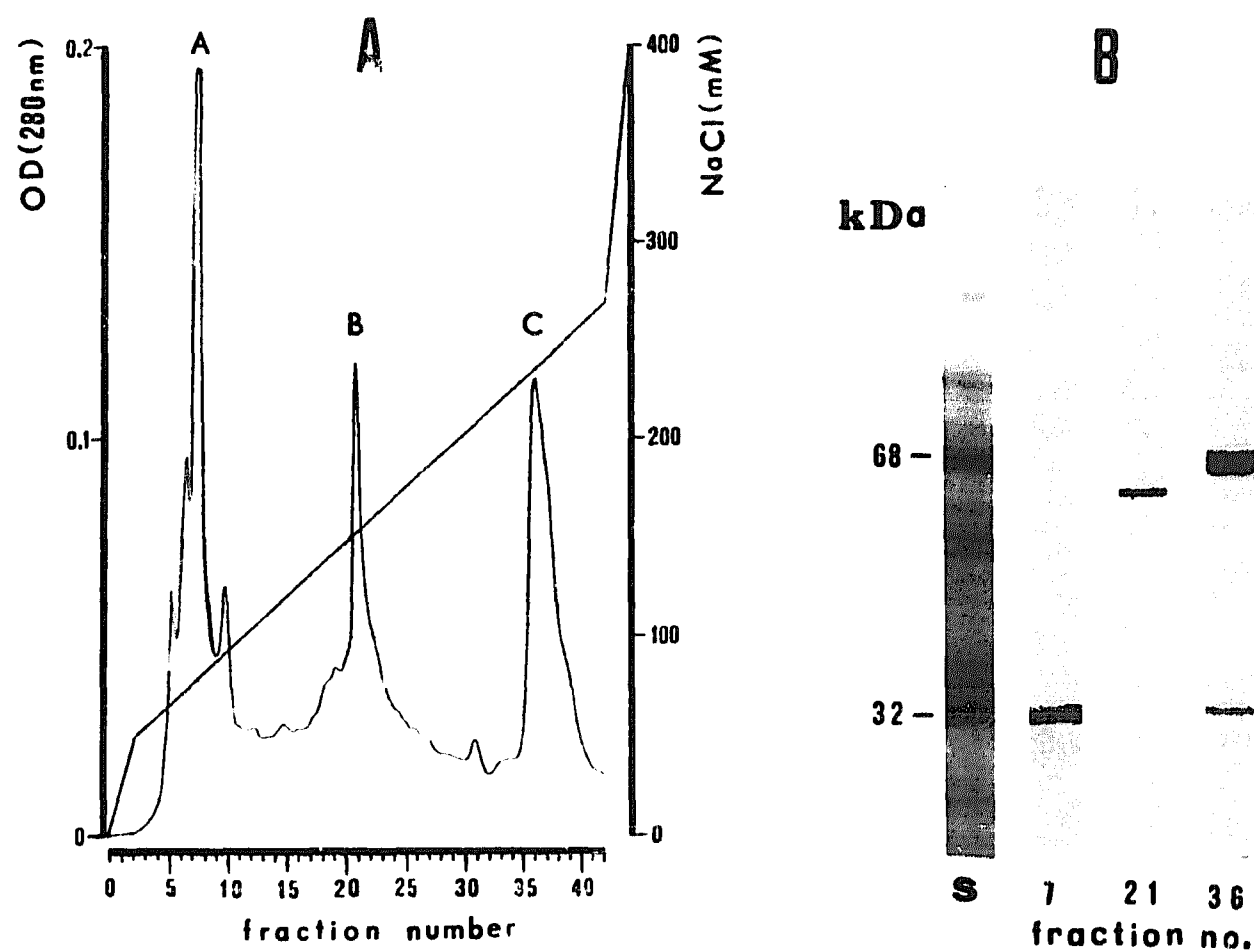 A
OD(280nm)
0.2
0.1
0
A
B
C
NaCl(mM)
400
300
200
100
0
0 5 10 15 20 25 30 35 40
fraction number
B
kDa
68
32
S 7 21 36
fraction no.